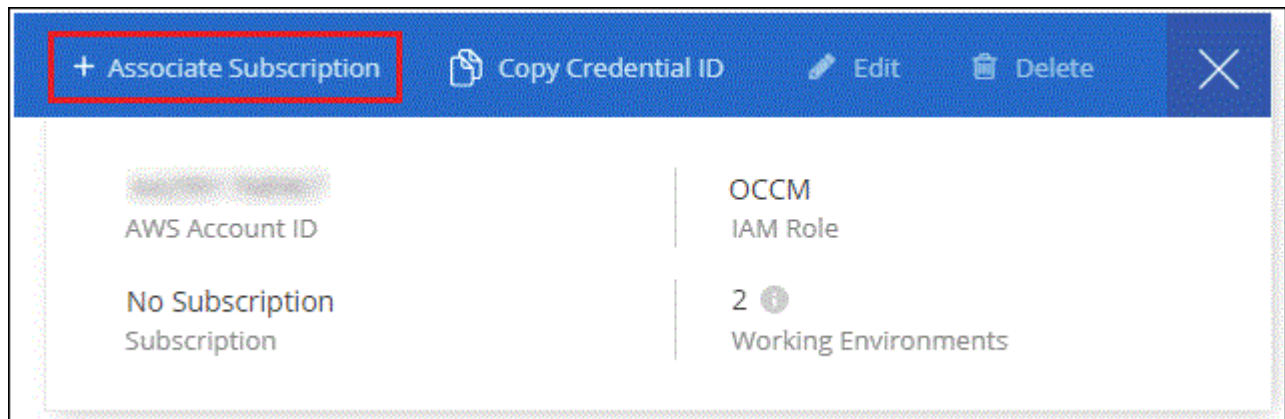 + Associate Subscription Copy Credential ID Edit Delete
AWS Account ID
OCCM
IAM Role
No Subscription
Subscription
2
Working Environments